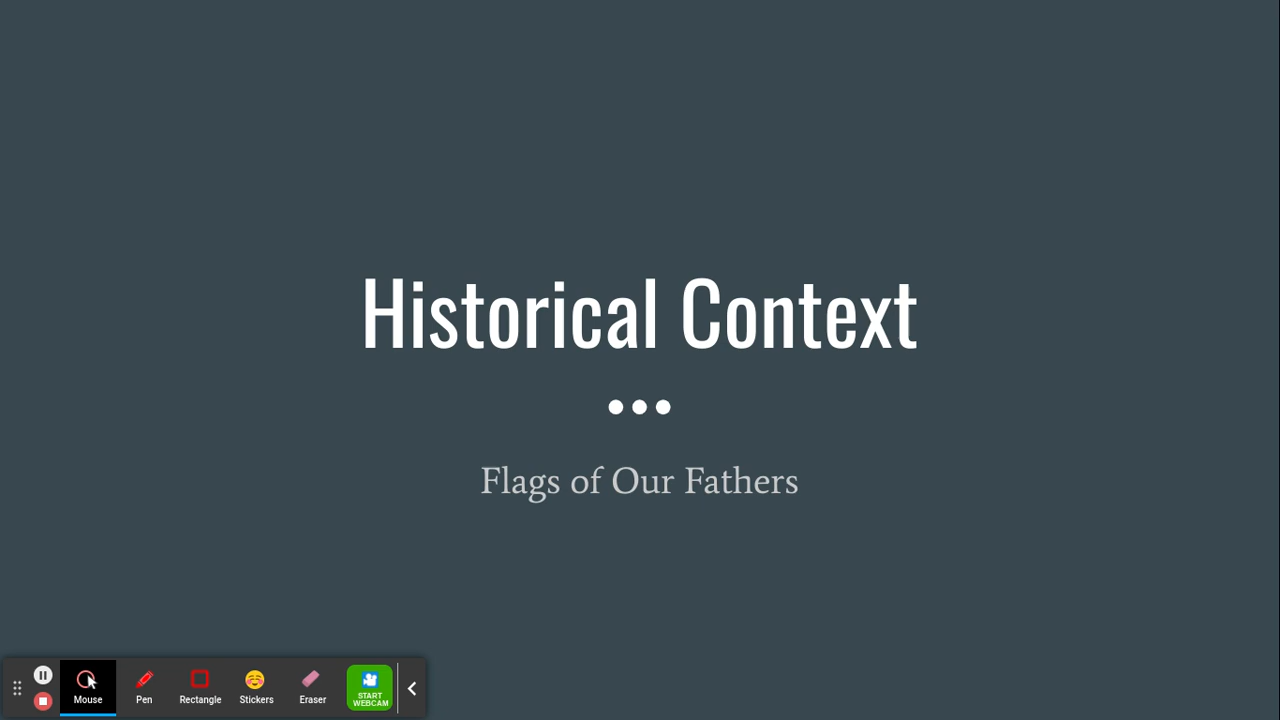 Historical Context
Flags of Our Fathers
Mouse
Pen
Rectangle
Stickers
Eraser
START
WEBCAM